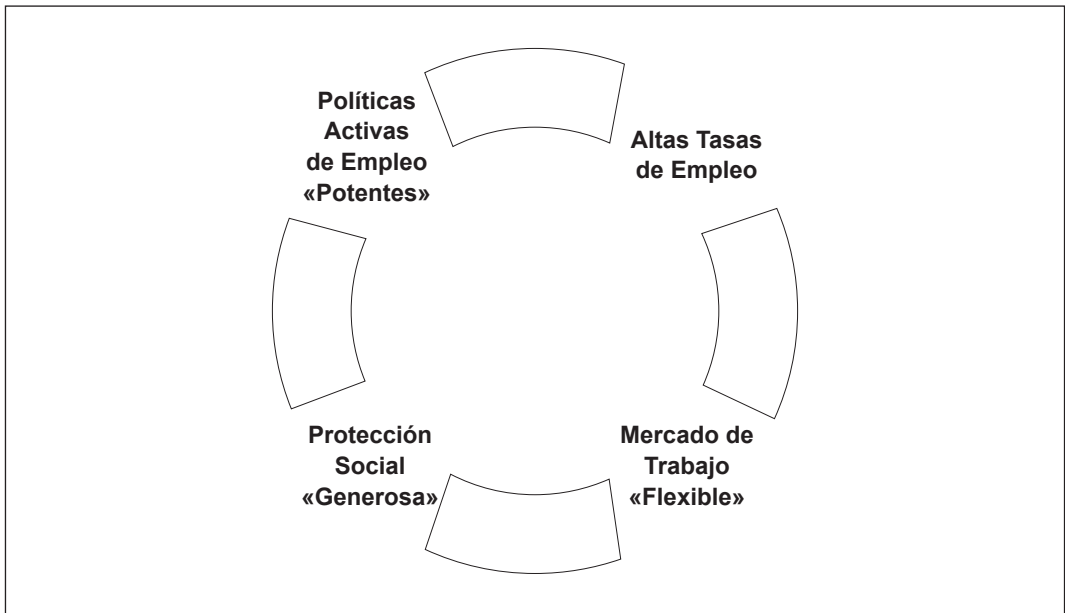 Políticas
Activas
de Empleo
«Potentes»
Altas Tasas
de Empleo
Protección
Social
«Generosa»
Mercado de
Trabajo
«Flexible»